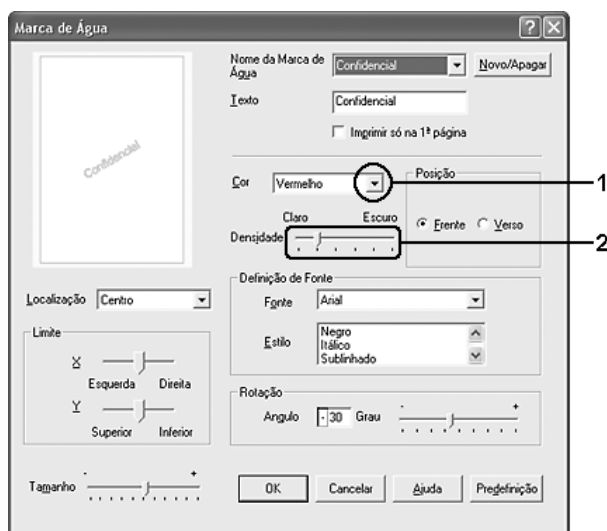 Marca de Água
Nome da Marca de Água
Confidencial
Novo/Apagar
Texto
Confidencial
Imprimir só na 1ª página
Confidencial
Cor
Vermelho
1
Posição
Frente
Verso
Claro
Escuro
Densidade
2
Localização
Centro
Definição de Fonte
Fonte
Arial
Estilo
Negro
Itálico
Sublinhado
Limite
X
Esquerda
Direita
Y
Superior
Inferior
Rotação
Angulo
-30
Grau
-
+
Tamanho
-
+
OK
Cancelar
Ajuda
Predefinição